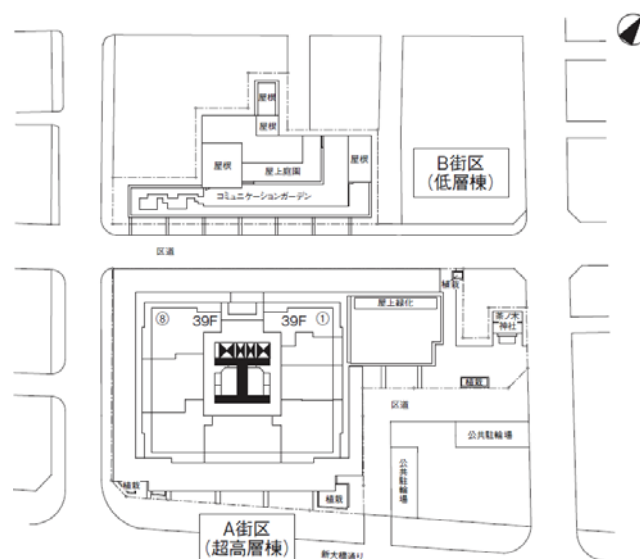 屋根
屋根
屋根
屋上庭園
屋根
B街区
(低層棟)
コミュニケーションガーデン
区道
植栽
屋上緑化
茶ノ木
神社
⑧
39F
39F
①
植栽
区道
公共駐輪場
公共駐輪場
植栽
植栽
A街区
(超高層棟)
新大橋通り